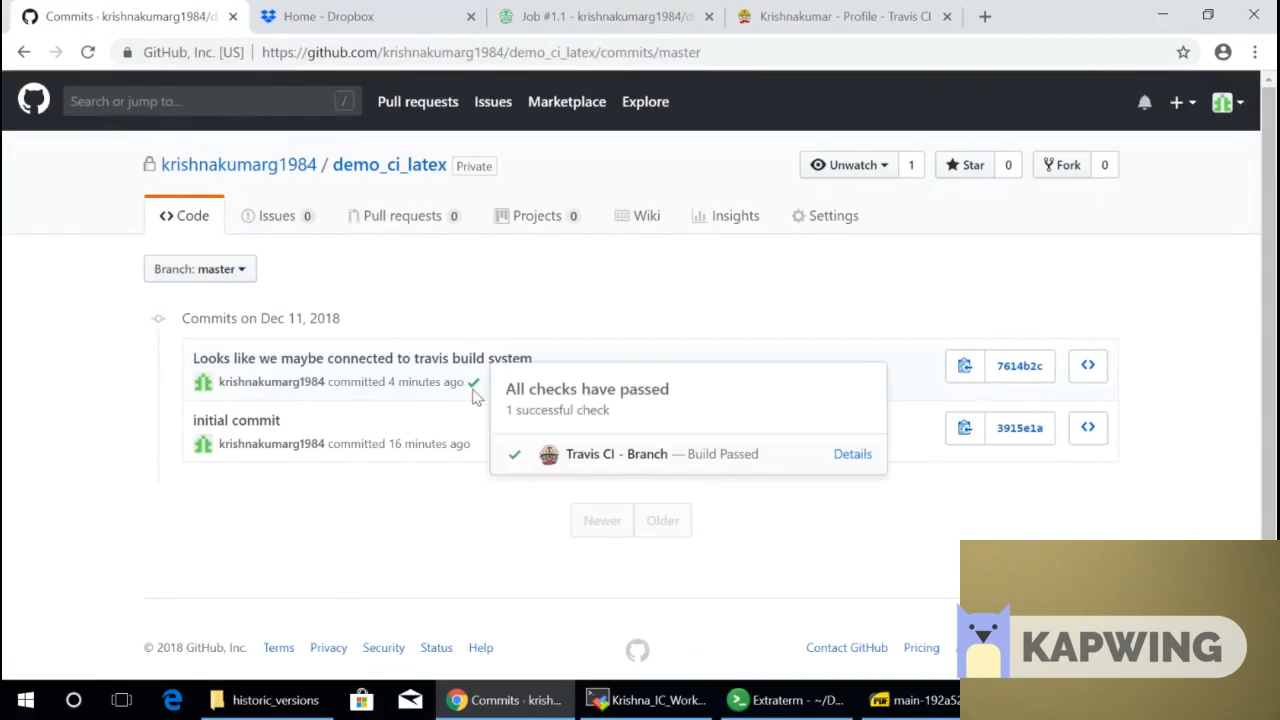 Commits · krishnakumarg1984/d
Home - Dropbox
Job #1.1 - krishnakumarg1984/de
Krishnakumar - Profile - Travis CI
GitHub, Inc. [US]
https://github.com/krishnakumarg1984/demo_ci_latex/commits/master
Search or jump to...
/
Pull requests
Issues
Marketplace
Explore
krishnakumarg1984 / demo_ci_latex
Private
Unwatch
1
Star
0
Fork
0
Code
Issues 0
Pull requests 0
Projects 0
Wiki
Insights
Settings
Branch: master
Commits on Dec 11, 2018
Looks like we maybe connected to travis build system
krishnakumarg1984 committed 4 minutes ago
7614b2c
All checks have passed
1 successful check
Travis CI - Branch — Build Passed
Details
initial commit
krishnakumarg1984 committed 16 minutes ago
3915e1a
Newer
Older
© 2018 GitHub, Inc.
Terms
Privacy
Security
Status
Help
Contact GitHub
Pricing
KAPWING
historic_versions
Commits · krish...
Krishna_IC_Work...
Extraterm - ~/D...
PDF
main-192a52